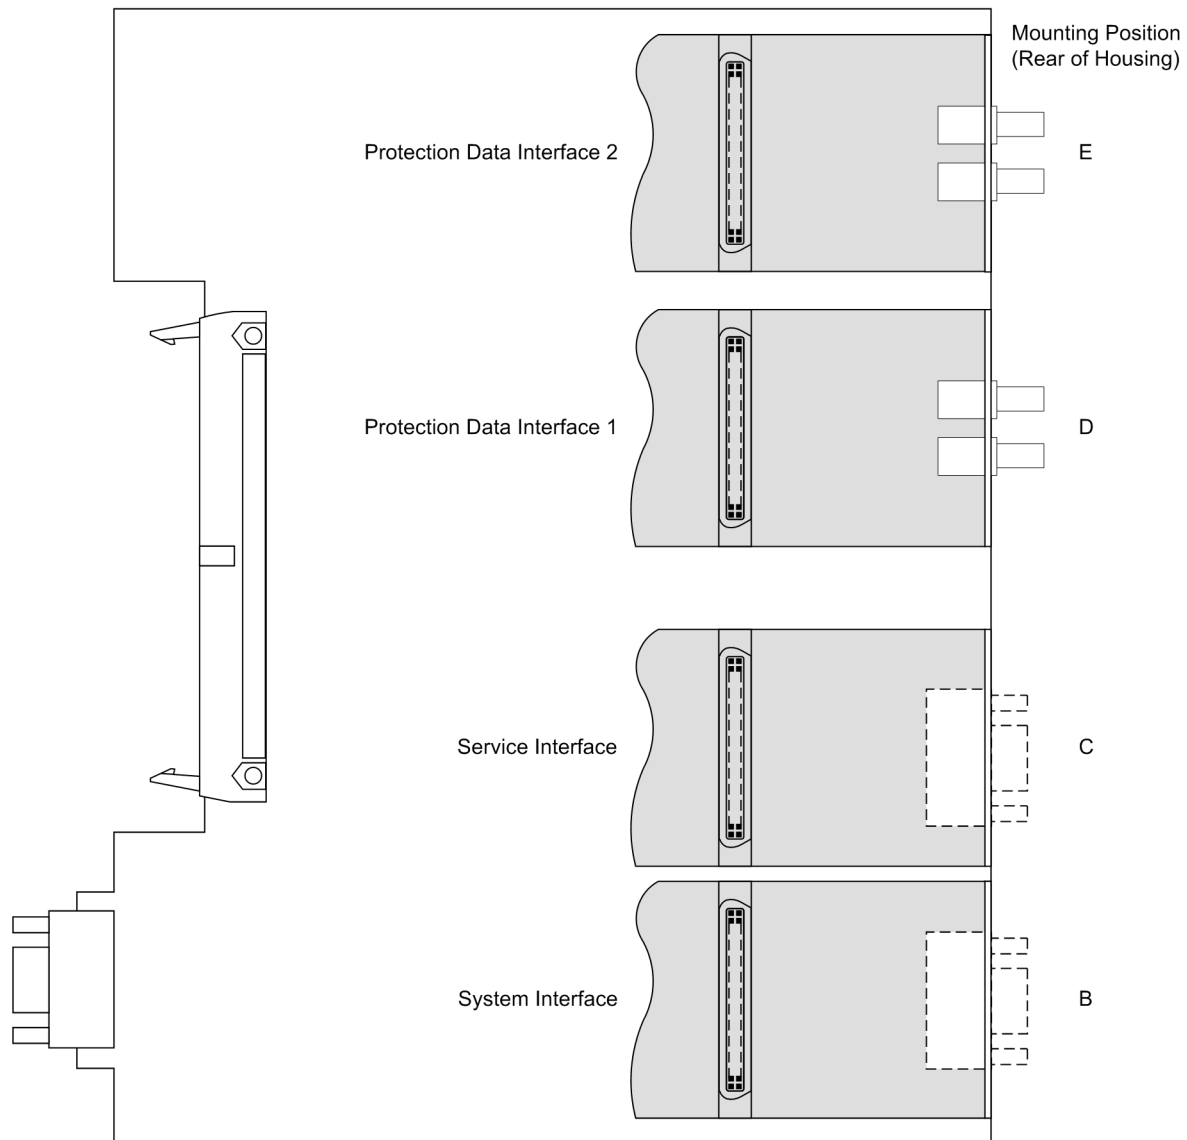 Mounting Position
(Rear of Housing)
Protection Data Interface 2
E
Protection Data Interface 1
D
Service Interface
C
System Interface
B